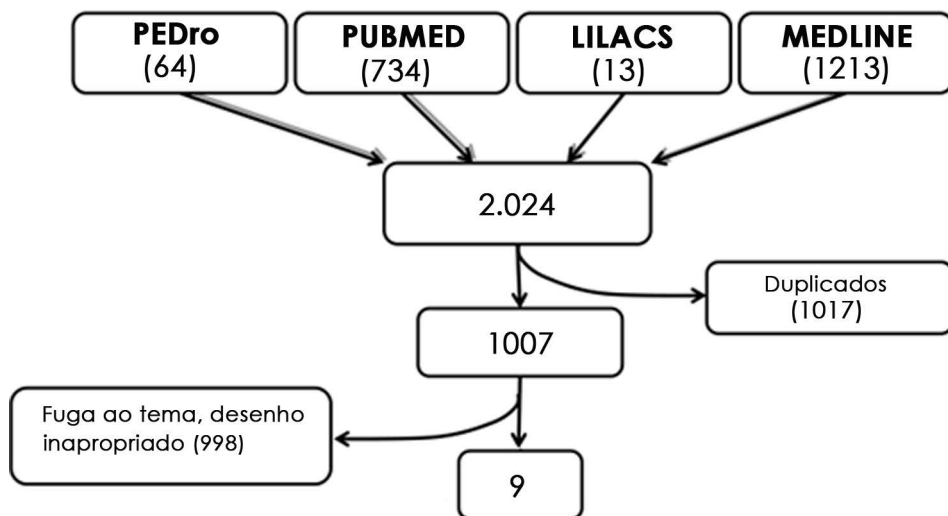 PEDro
(64)
PUBMED
(734)
LILACS
(13)
MEDLINE
(1213)
2.024
Duplicados
(1017)
1007
Fuga ao tema, desenho
inapropriado (998)
9